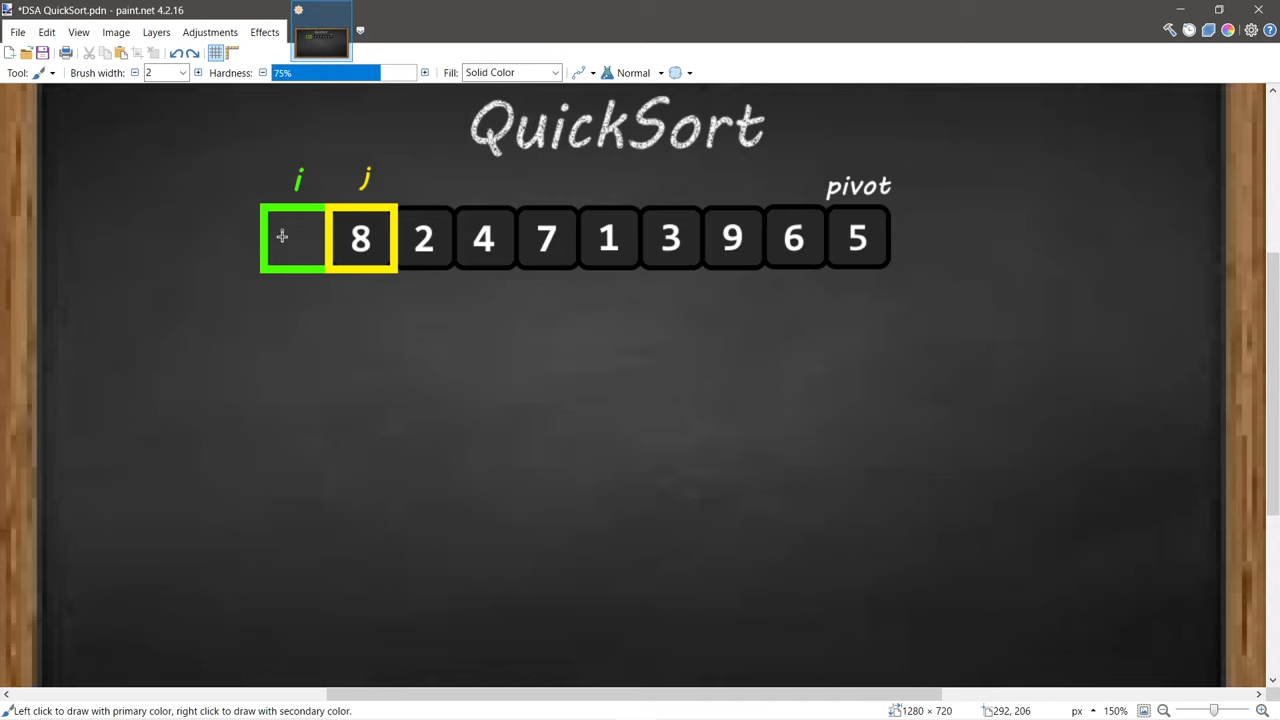 *DSA QuickSort.pdn - paint.net 4.2.16
File Edit View Image Layers Adjustments Effects
Tool: Brush width: 2 Hardness: 75% Fill: Solid Color Normal
QuickSort
i j pivot
8 2 4 7 1 3 9 6 5
Left click to draw with primary color, right click to draw with secondary color. 1280 × 720 292, 206 px 150%